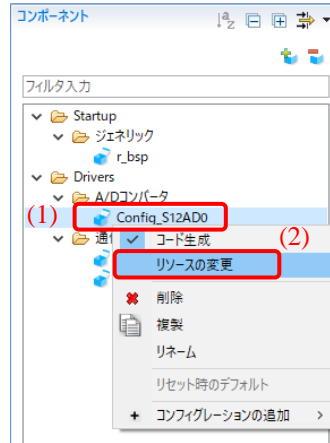 コンポーネント
フィルタ入力
Startup
ジェネリック
r_bsp
Drivers
A/Dコンバータ
(1) Config_S12AD0
通
(2)
コード生成
リソースの変更
削除
複製
リネーム
リセット時のデフォルト
コンフィグレーションの追加